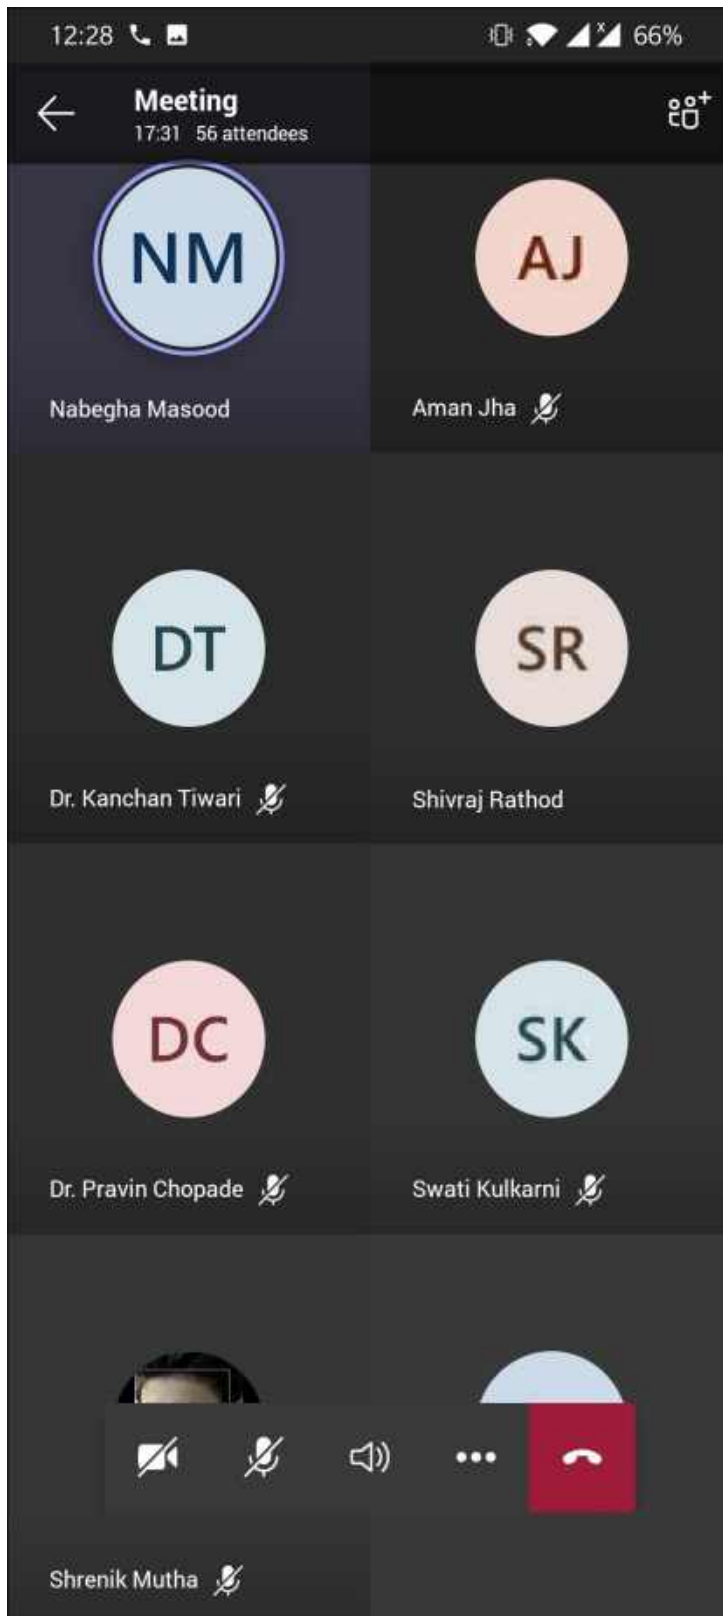 12:28 66%
Meeting
17:31 56 attendees
NM AJ
Nabegha Masood Aman Jha
DT SR
Dr. Kanchan Tiwari Shivraj Rathod
DC SK
Dr. Pravin Chopade Swati Kulkarni
Shrenik Mutha